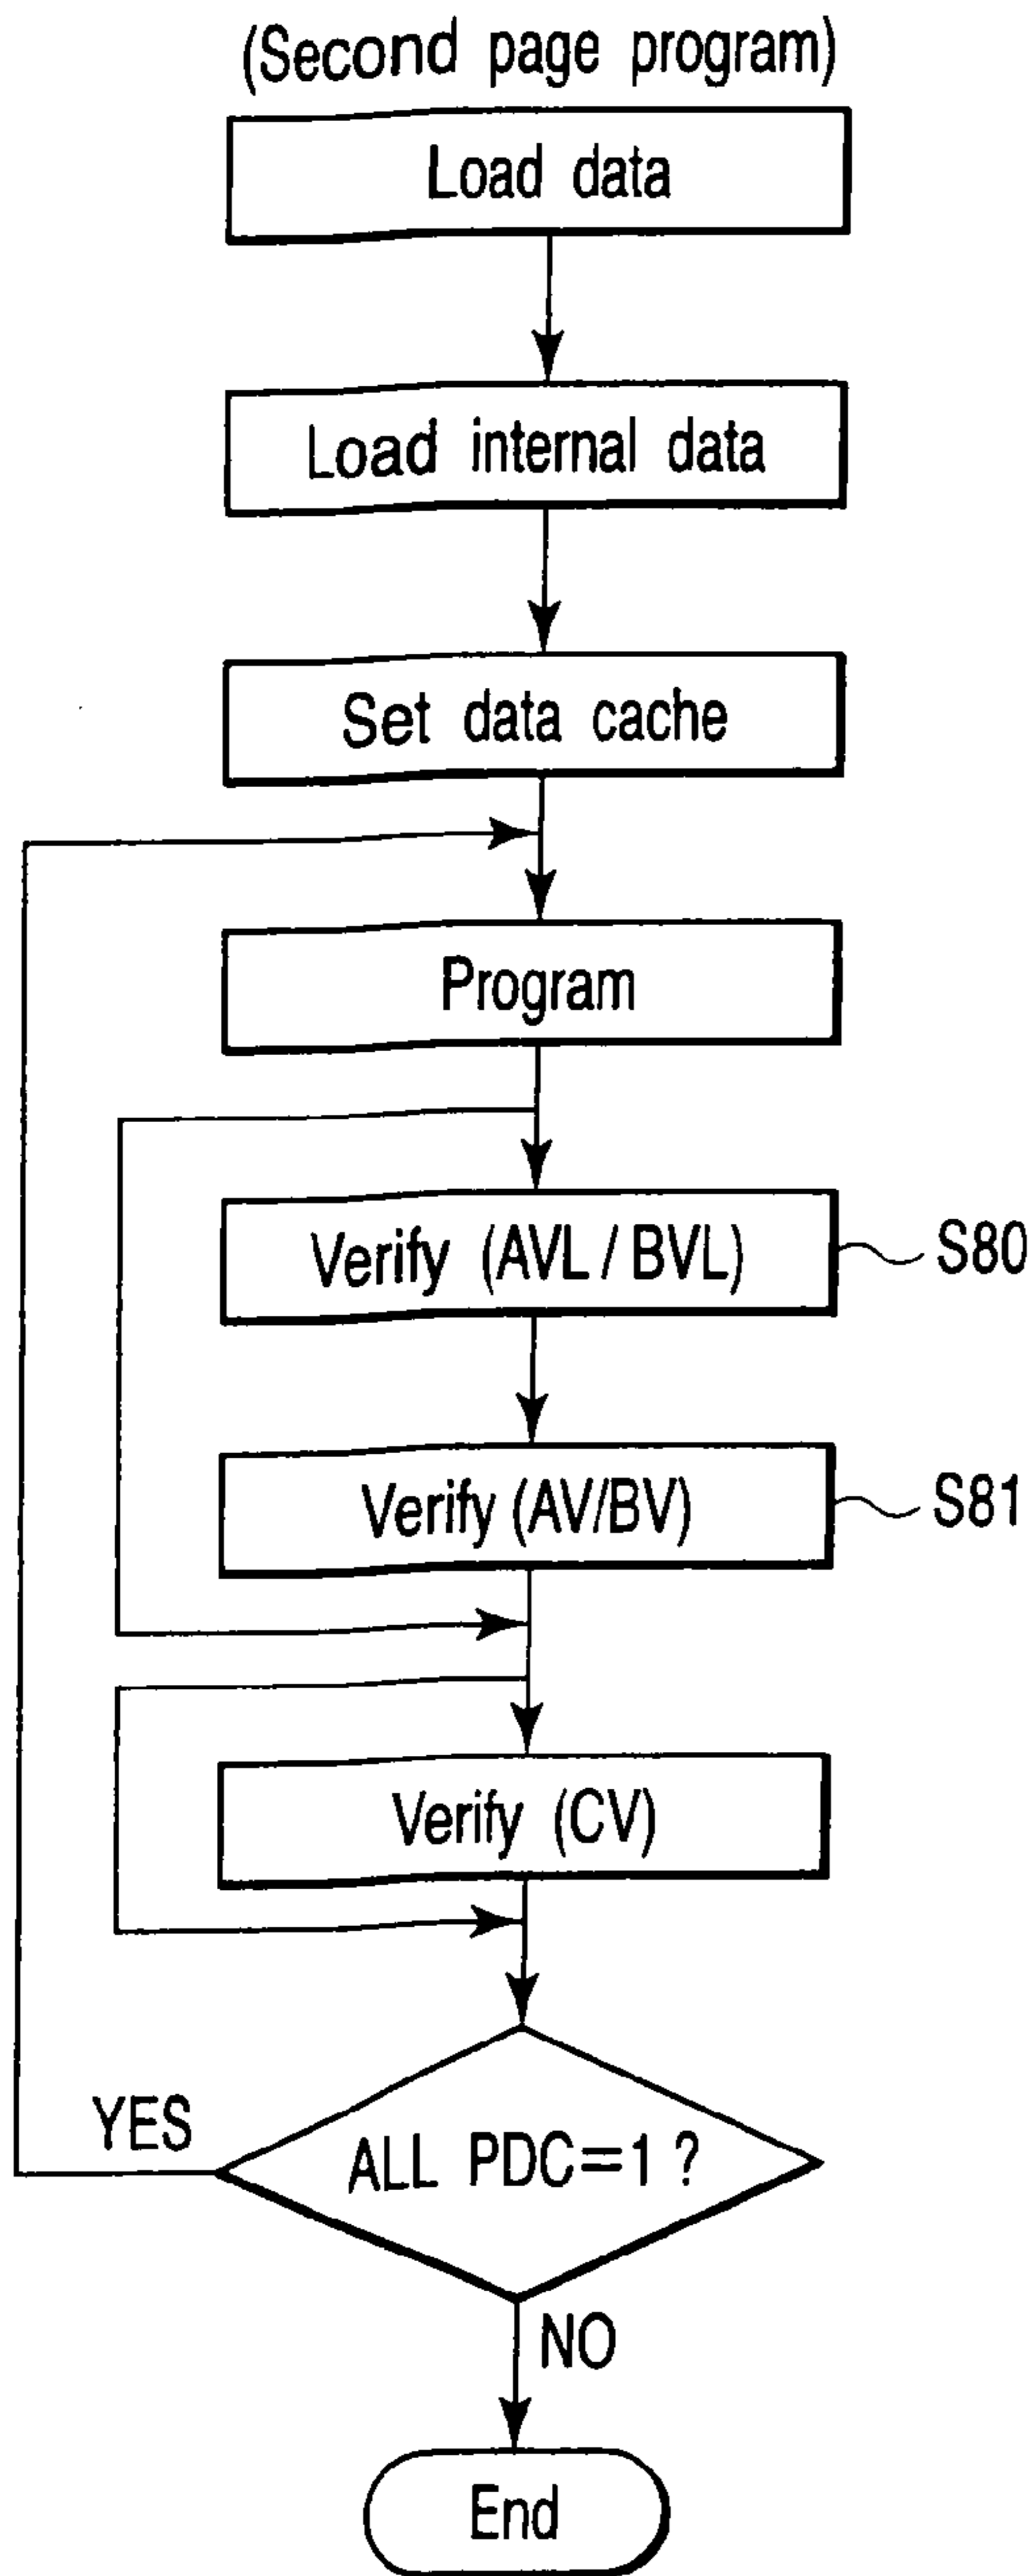 (Second page program)
Load data
Load internal data
Set data cache
Program
Verify (AVL / BVL)
S80
Verify (AV/BV)
S81
Verify (CV)
YES
ALL PDC=1 ?
NO
End